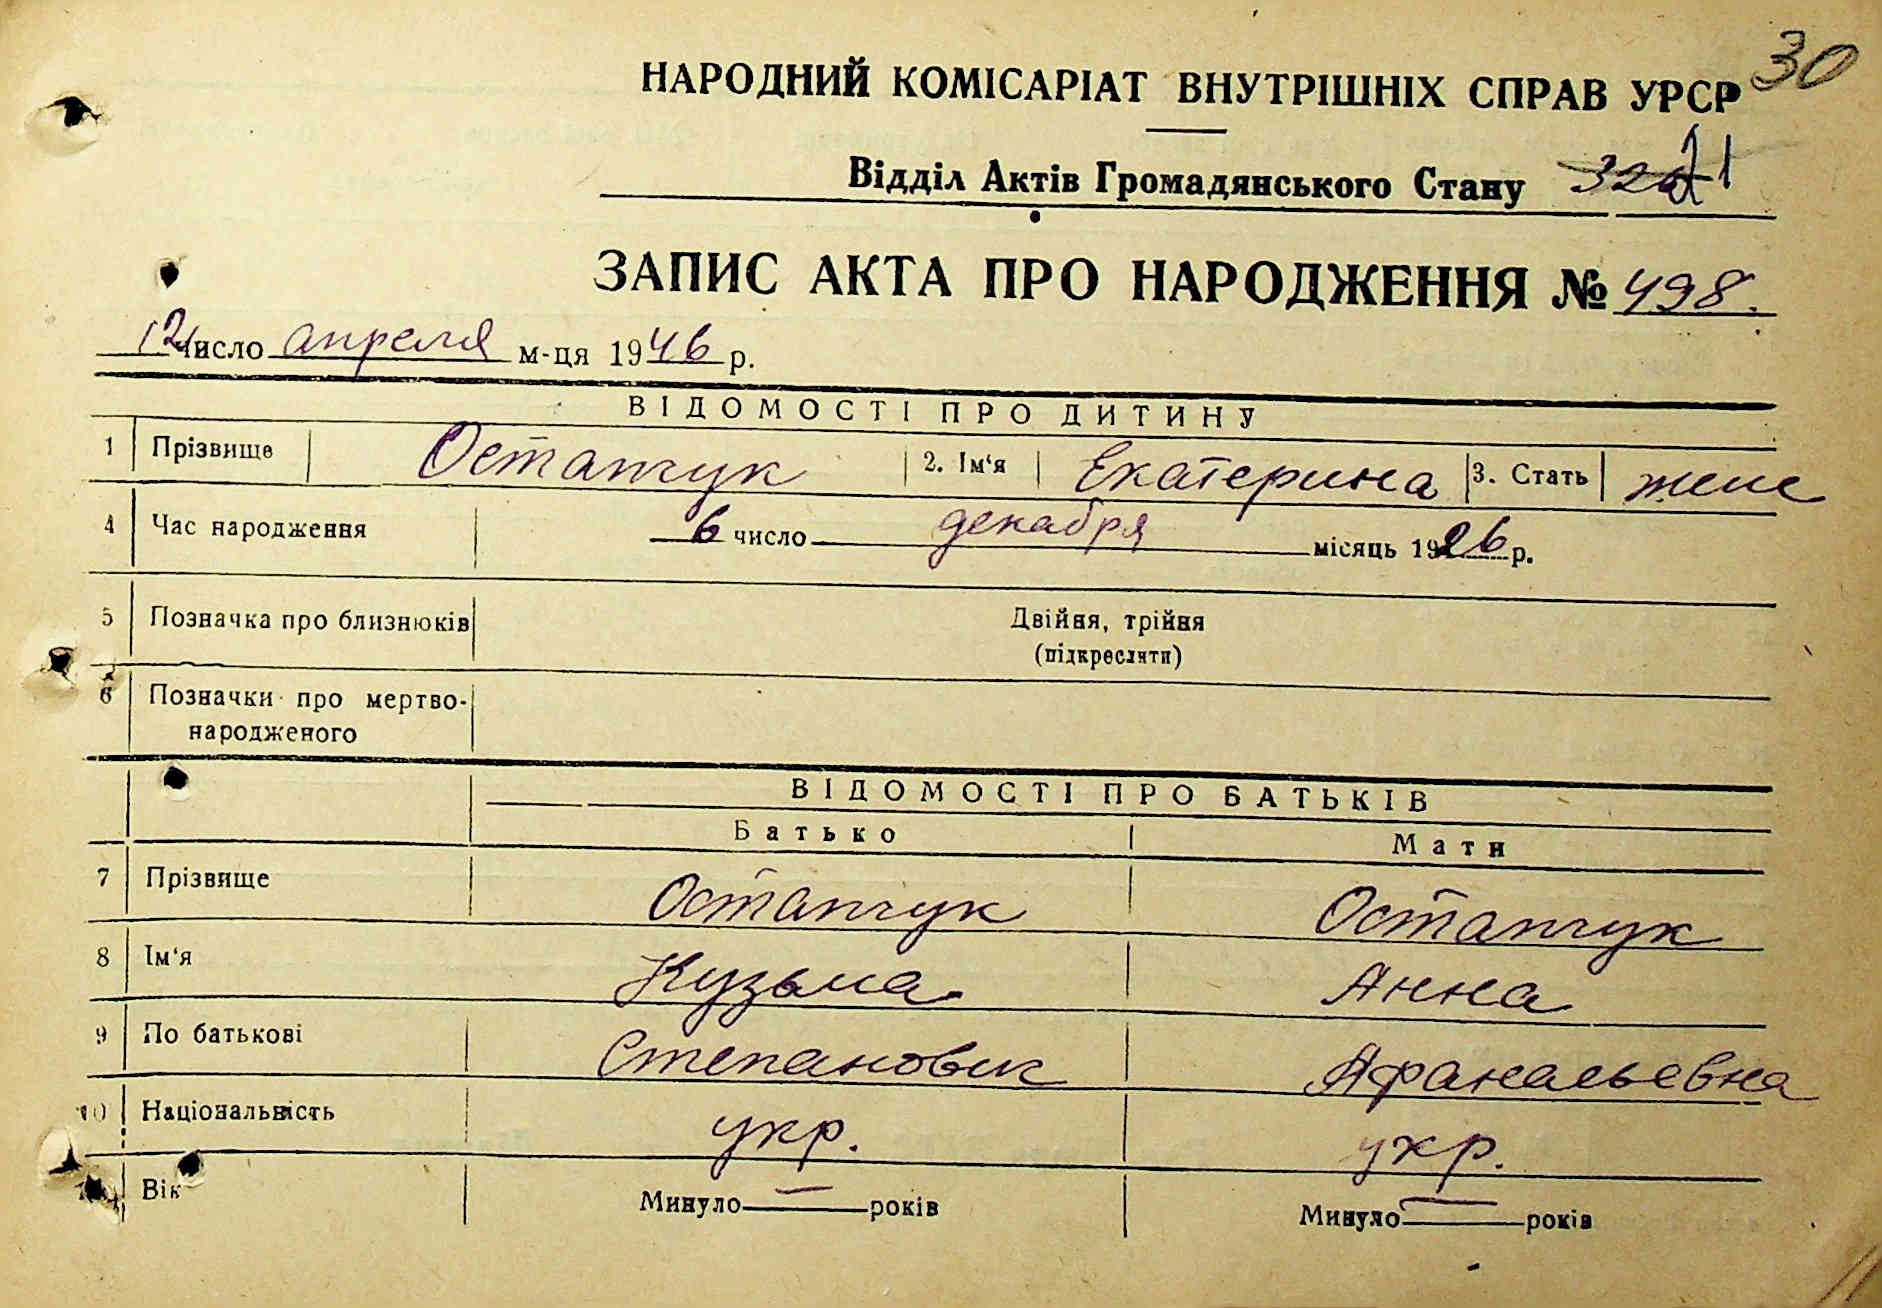 30
НАРОДНИЙ КОМІСАРІАТ ВНУТРІШНІХ СПРАВ УРСР
Відділ Актів Громадянського Стану 21
ЗАПИС АКТА ПРО НАРОДЖЕННЯ № 498.
12 число апреля м-ця 1946 р.
ВІДОМОСТІ ПРО ДИТИНУ
1 Прізвище Остапчук 2. Ім'я Екатерина 3. Стать женс
4 Час народження 6 число декабря місяць 1926 р.
5 Позначка про близнюків Двійня, трійня
(підкреслити)
6 Позначки про мертво-
народженого
ВІДОМОСТІ ПРО БАТЬКІВ
Батько Мати
7 Прізвище Остапчук Остапчук
8 Ім'я Кузьма Анна
9 По батькові Степанович Афанасьевна
10 Національність укр. укр.
Вік Минуло — років Минуло — років